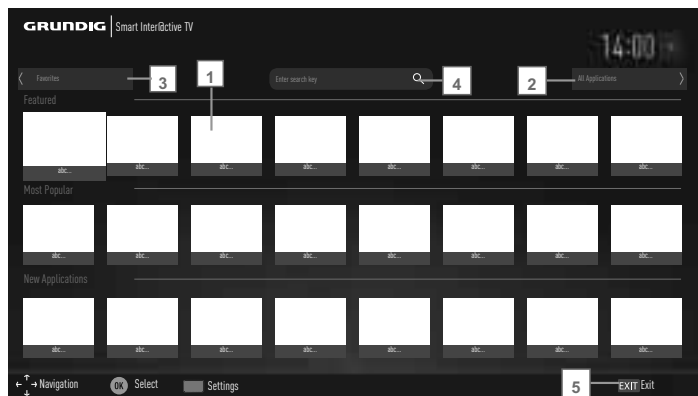 GRUNDIG Smart Inter@ctive TV
14:00
Favorites
3
1
Enter search key
4
2
All Applications
Featured
abc... abc... abc... abc... abc... abc... abc... abc...
Most Popular
abc... abc... abc... abc... abc... abc... abc... abc...
New Applications
abc... abc... abc... abc... abc... abc... abc... abc...
Navigation OK Select Settings 5 EXIT Exit